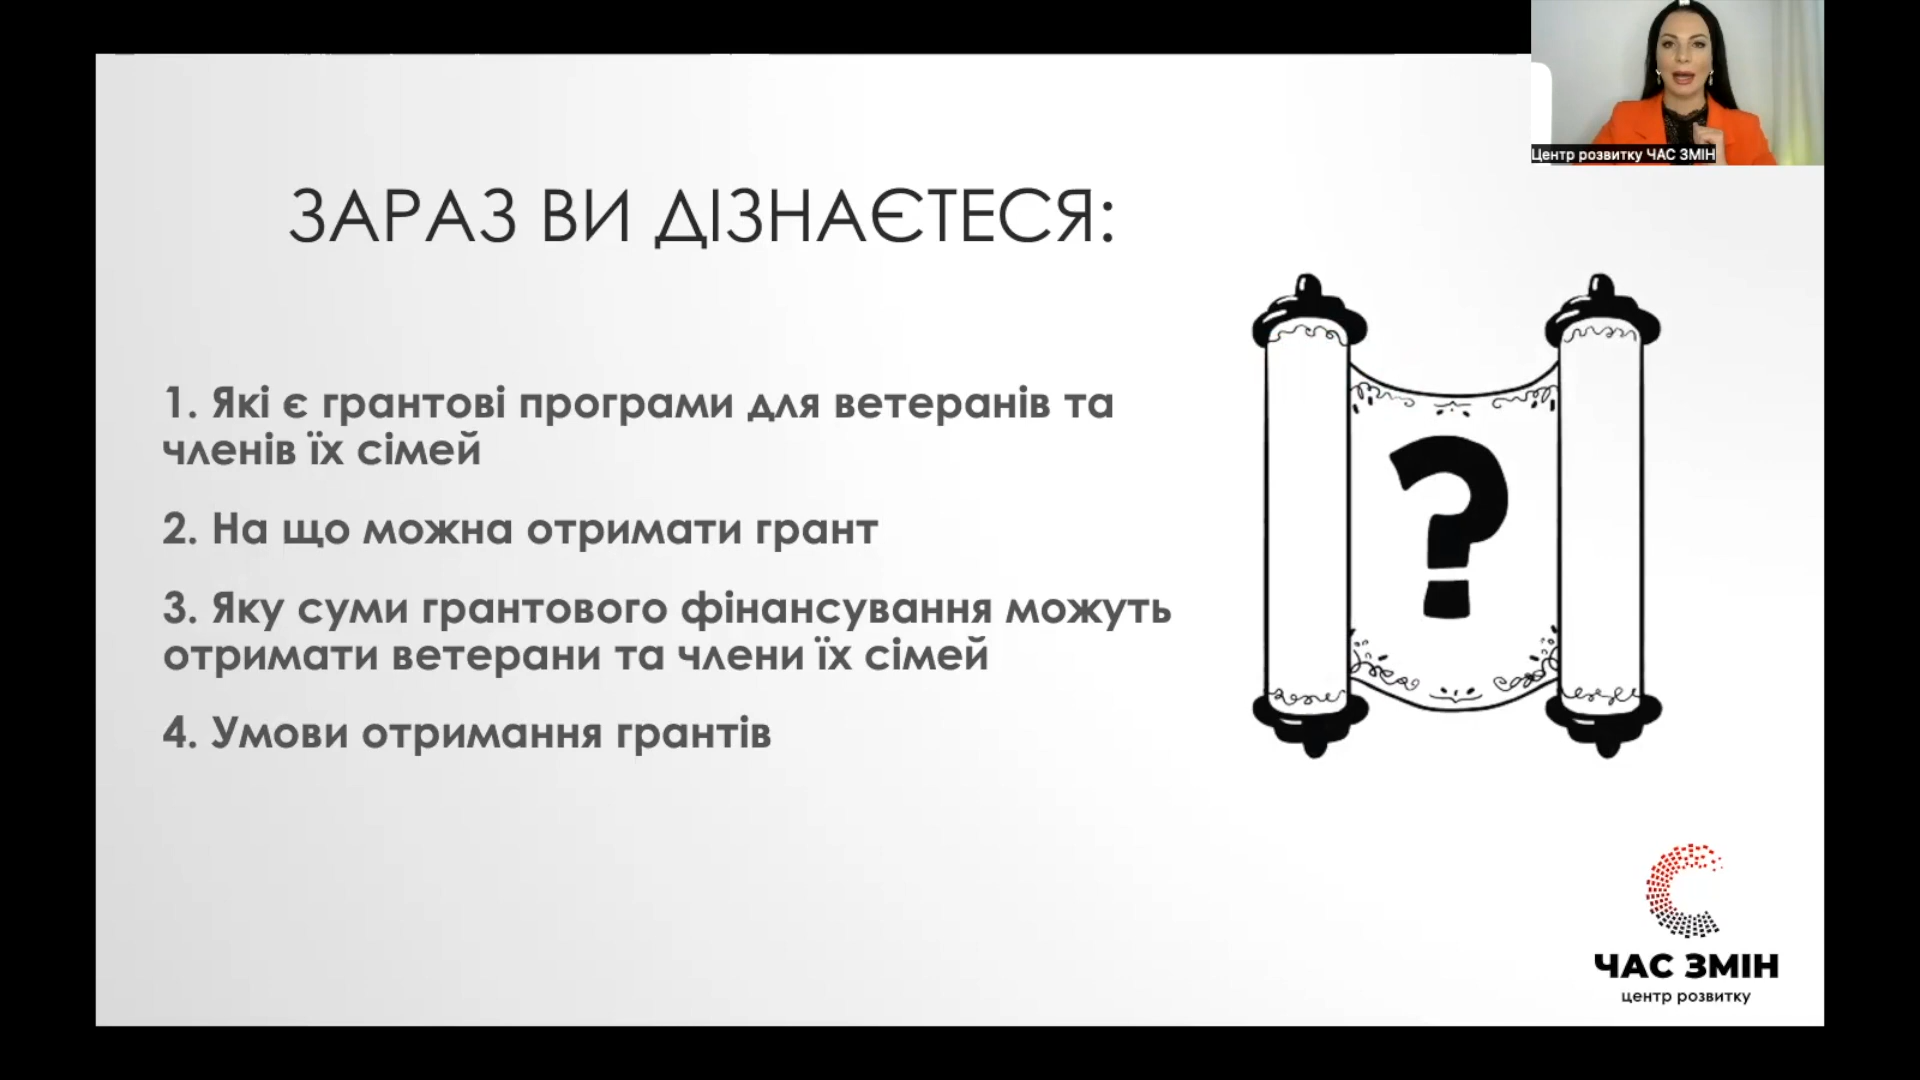 Центр розвитку ЧАС ЗМІН
ЗАРАЗ ВИ ДІЗНАЄТЕСЯ:
1. Які є грантові програми для ветеранів та
членів їх сімей
2. На що можна отримати грант
3. Яку суми грантового фінансування можуть
отримати ветерани та члени їх сімей
4. Умови отримання грантів
?
ЧАС ЗМІН
центр розвитку